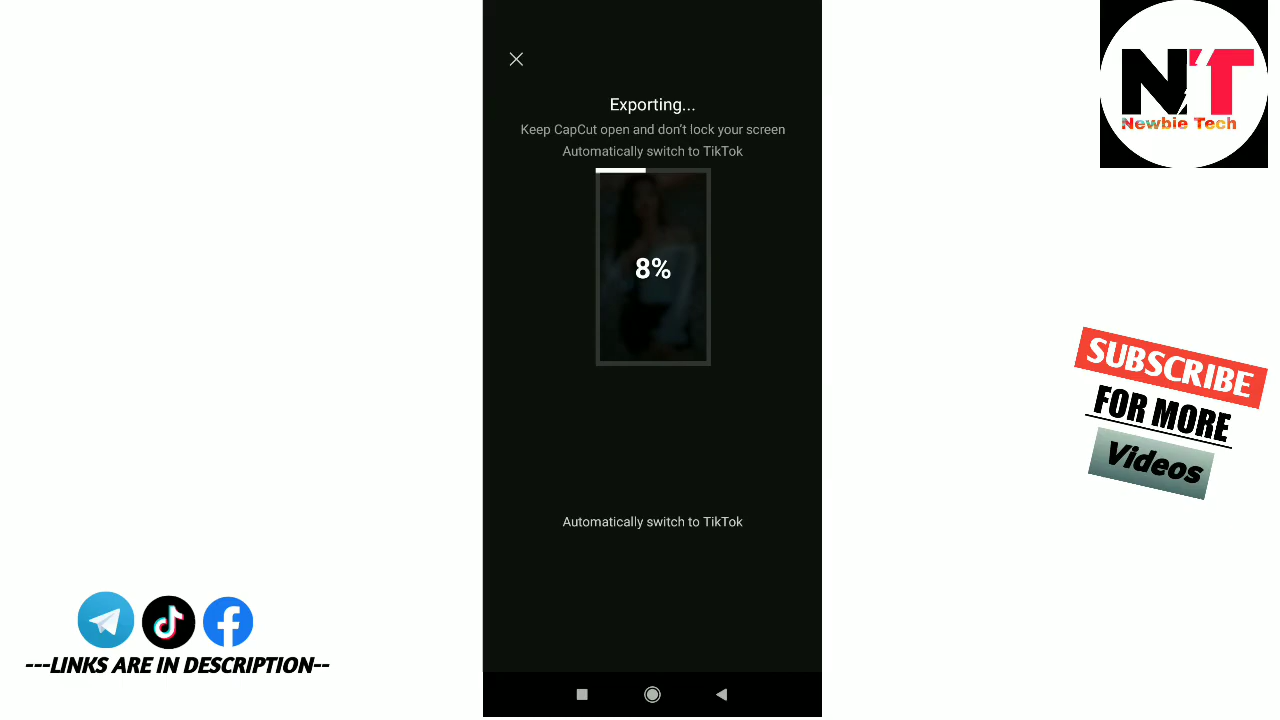 Exporting...
Keep CapCut open and don't lock your screen
Automatically switch to TikTok
8%
Automatically switch to TikTok
NT
Newbie Tech
SUBSCRIBE
FOR MORE
Videos
---LINKS ARE IN DESCRIPTION--